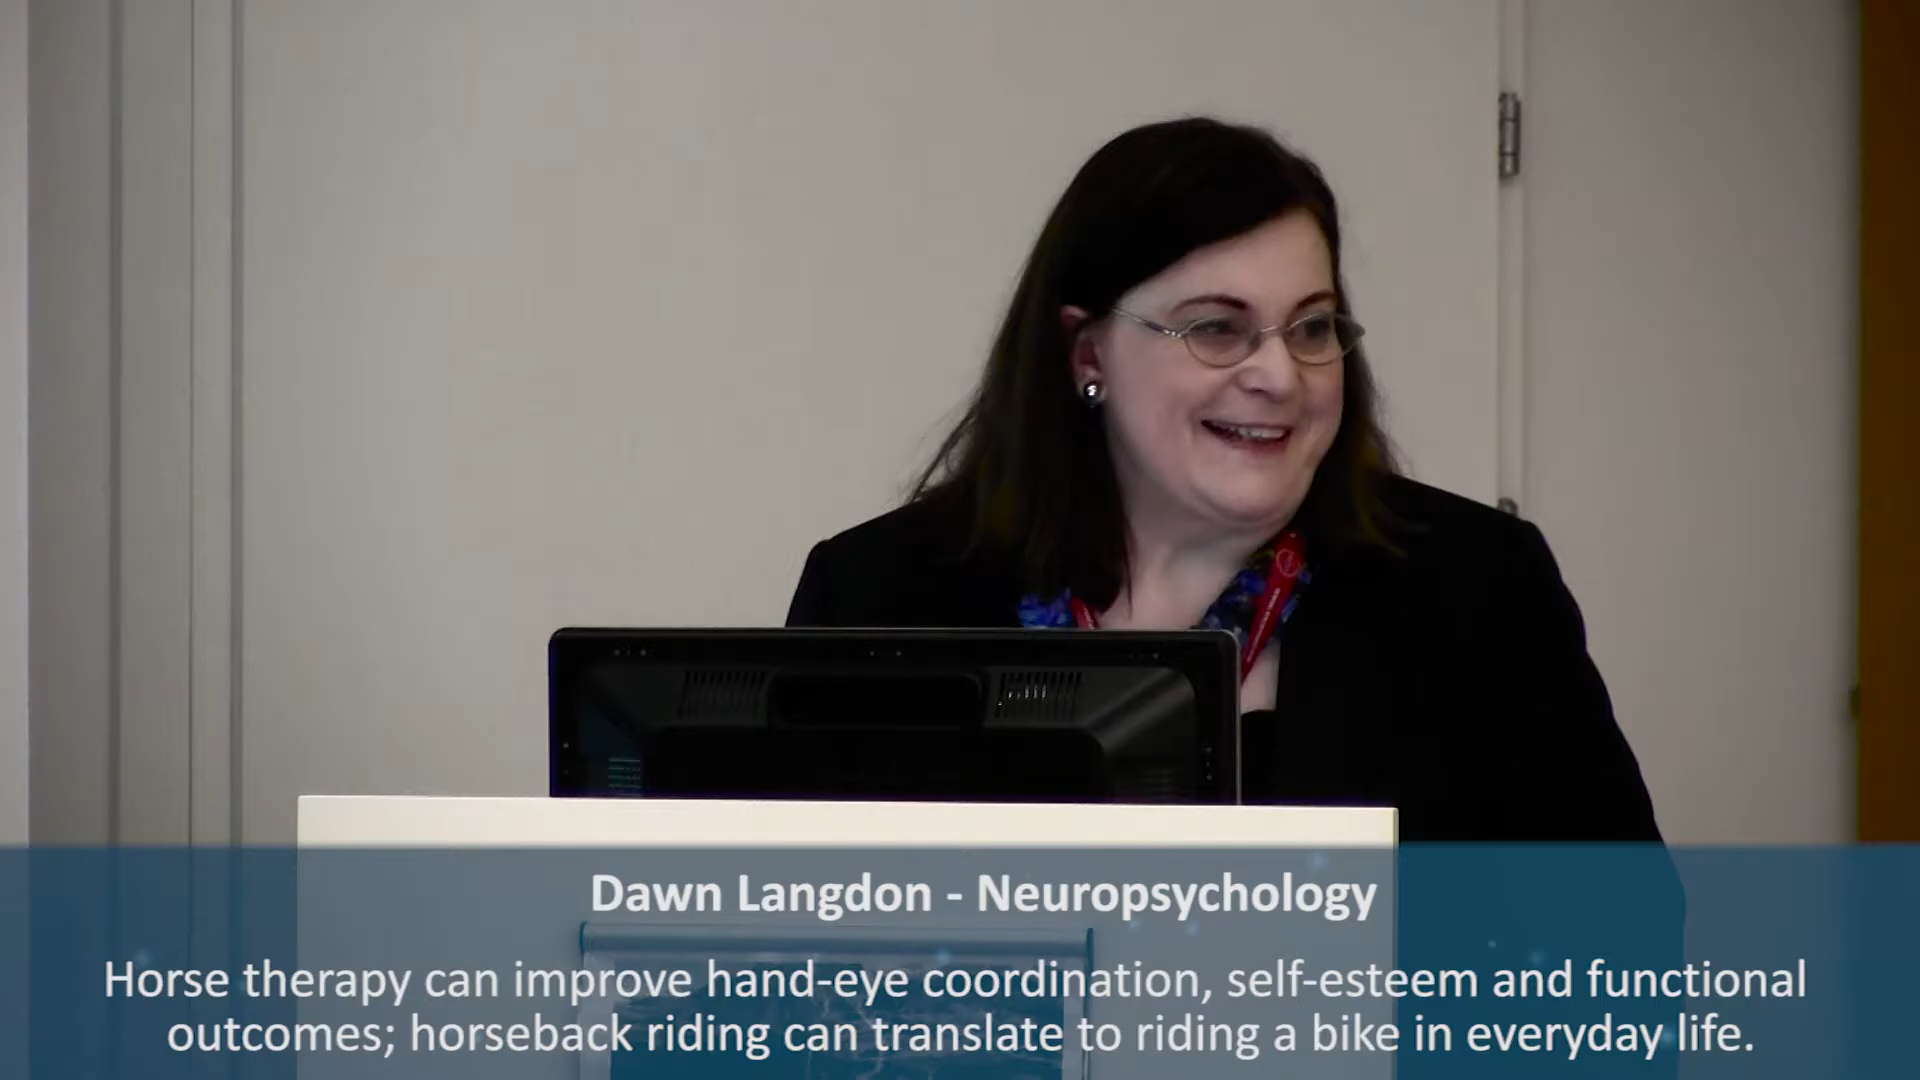 Dawn Langdon - Neuropsychology
Horse therapy can improve hand-eye coordination, self-esteem and functional
outcomes; horseback riding can translate to riding a bike in everyday life.